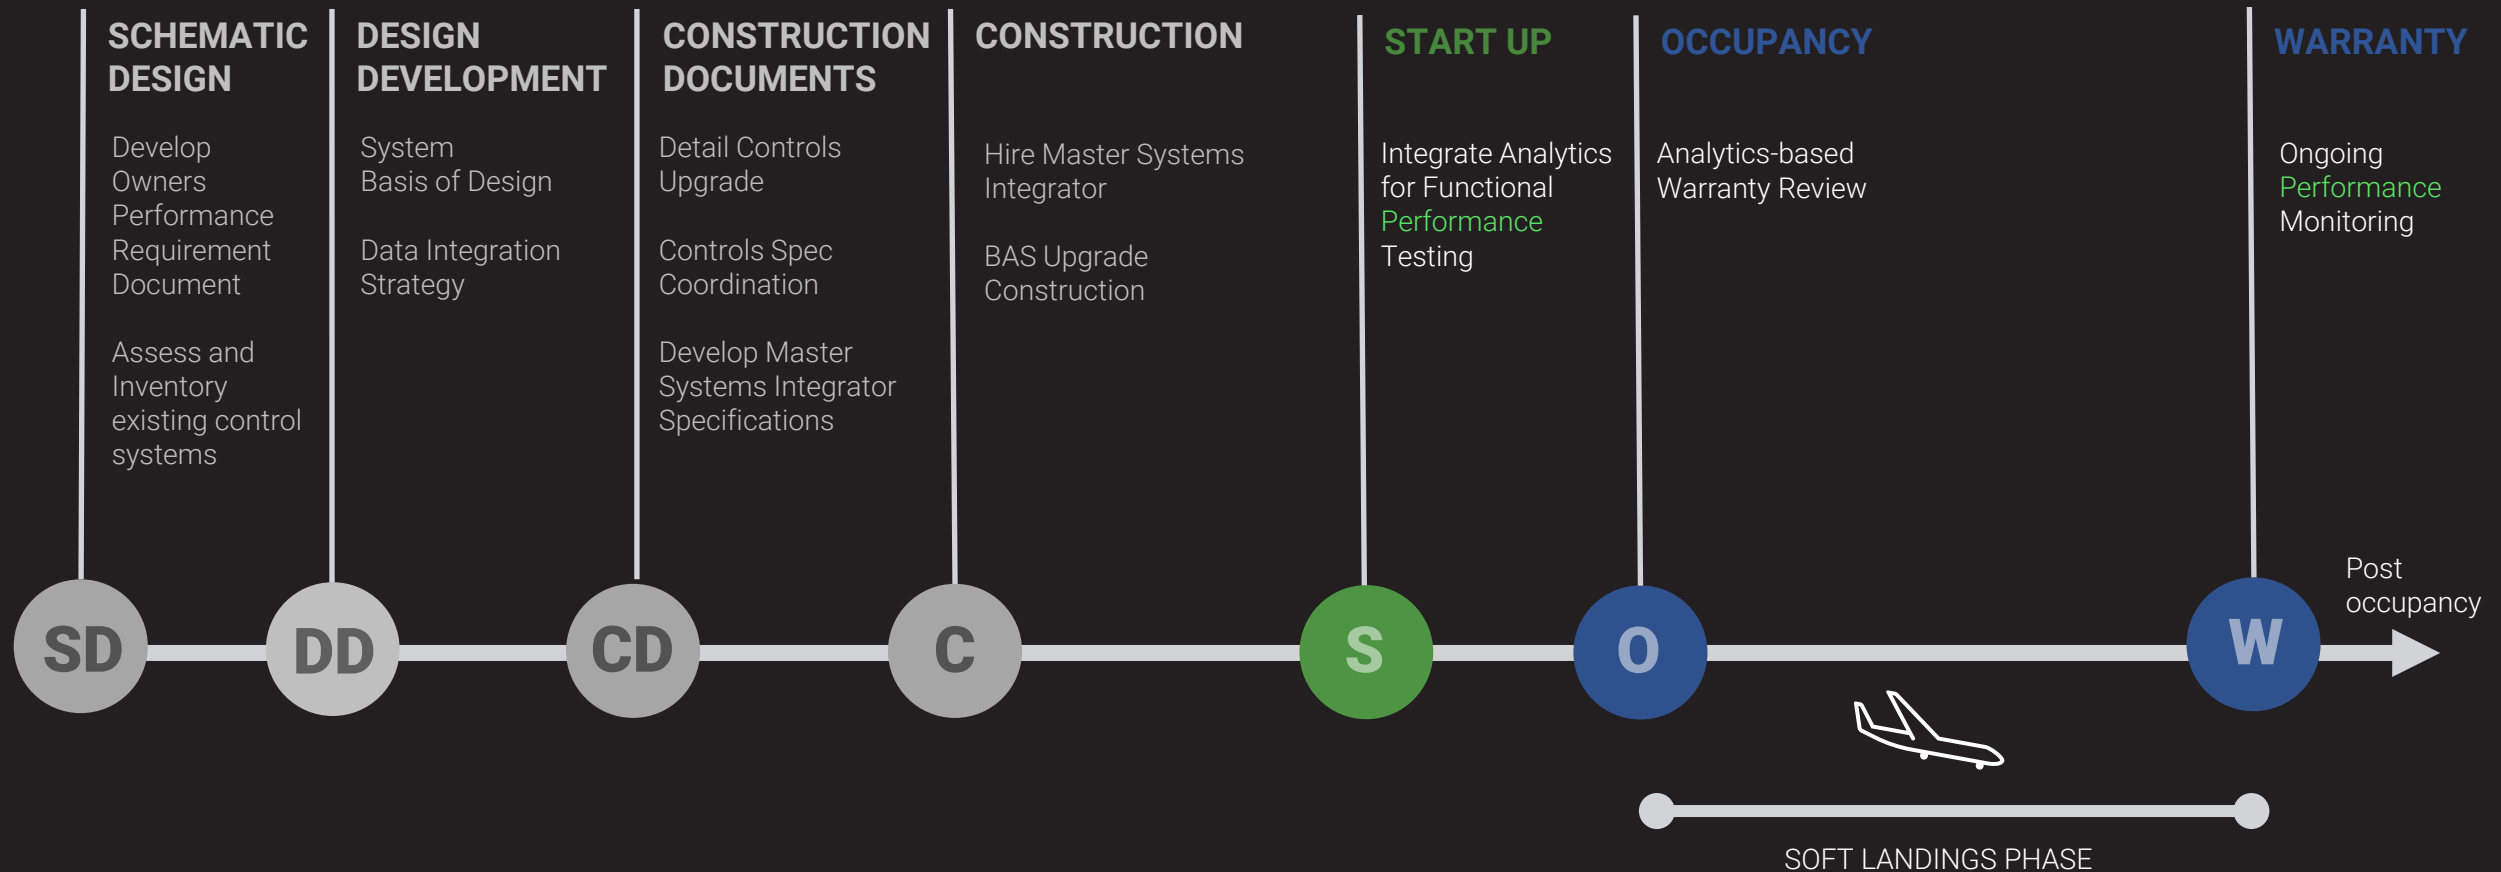 SCHEMATIC
DESIGN
Develop
Owners
Performance
Requirement
Document
Assess and
Inventory
existing control
systems
DESIGN
DEVELOPMENT
System
Basis of Design
Data Integration
Strategy
CONSTRUCTION
DOCUMENTS
Detail Controls
Upgrade
Controls Spec
Coordination
Develop Master
Systems Integrator
Specifications
CONSTRUCTION
Hire Master Systems
Integrator
BAS Upgrade
Construction
START UP
Integrate Analytics
for Functional
Performance
Testing
OCCUPANCY
Analytics-based
Warranty Review
WARRANTY
Ongoing
Performance
Monitoring
Post
occupancy
SD
DD
CD
C
S
O
W
SOFT LANDINGS PHASE